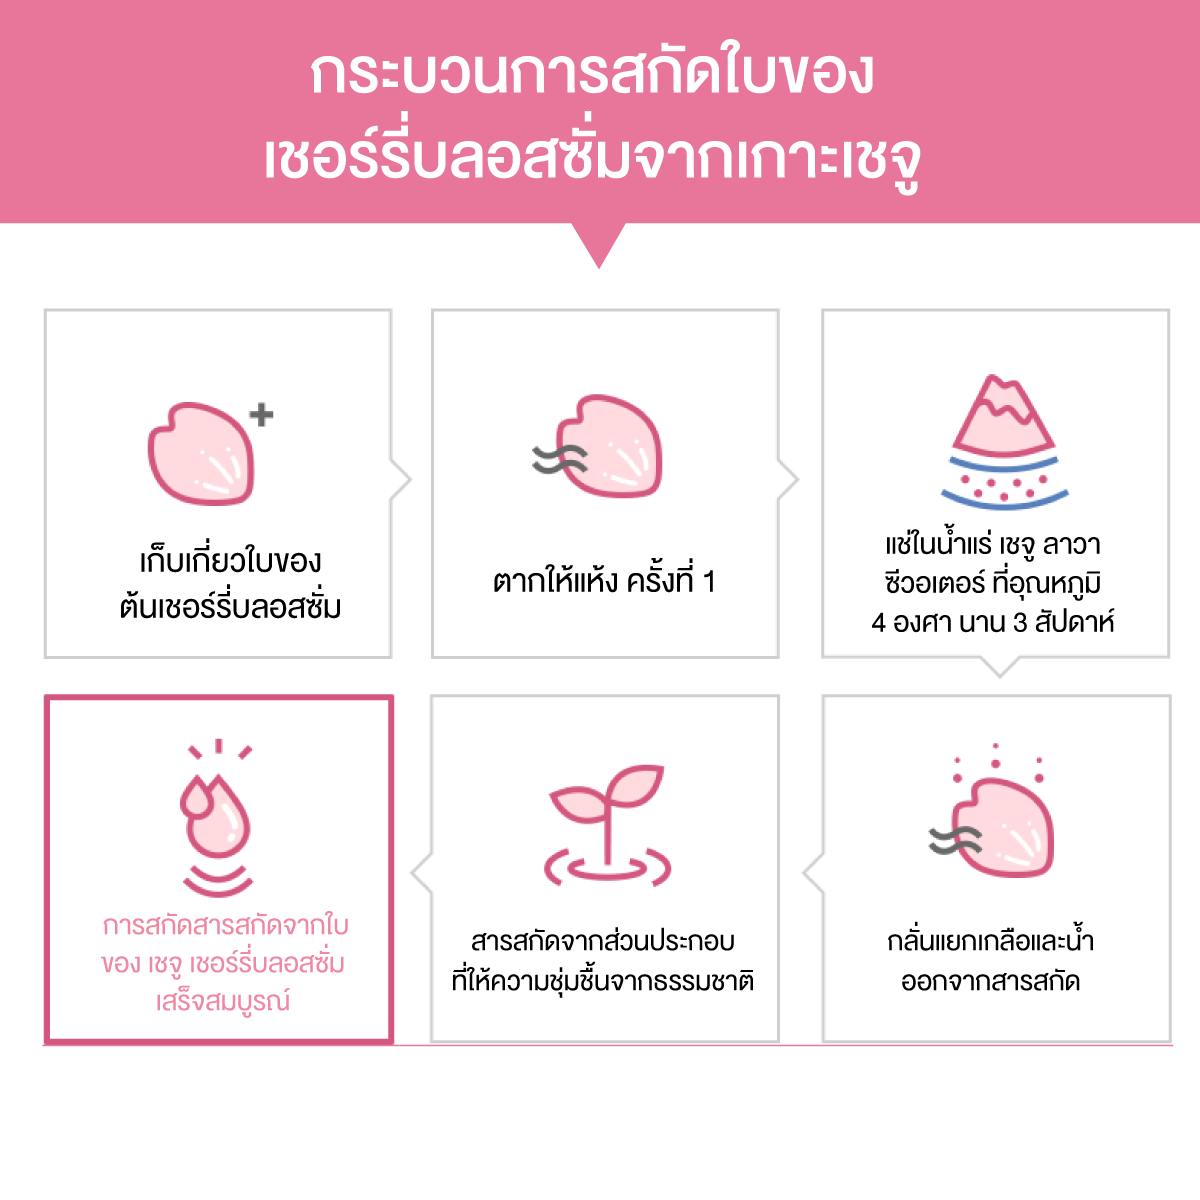 กระบวนการสกัดใบของ
เชอร์รี่บลอสซั่มจากเกาะเชจู
เก็บเกี่ยวใบของ
ต้นเชอร์รี่บลอสซั่ม
ตากให้แห้ง ครั้งที่ 1
แช่ในน้ำแร่ เชจู ลาวา
ซีวอเตอร์ ที่อุณหภูมิ
4 องศา นาน 3 สัปดาห์
กลั่นแยกเกลือและน้ำ
ออกจากสารสกัด
สารสกัดจากส่วนประกอบ
ที่ให้ความชุ่มชื้นจากธรรมชาติ
การสกัดสารสกัดจากใบ
ของ เชจู เชอร์รี่บลอสซั่ม
เสร็จสมบูรณ์